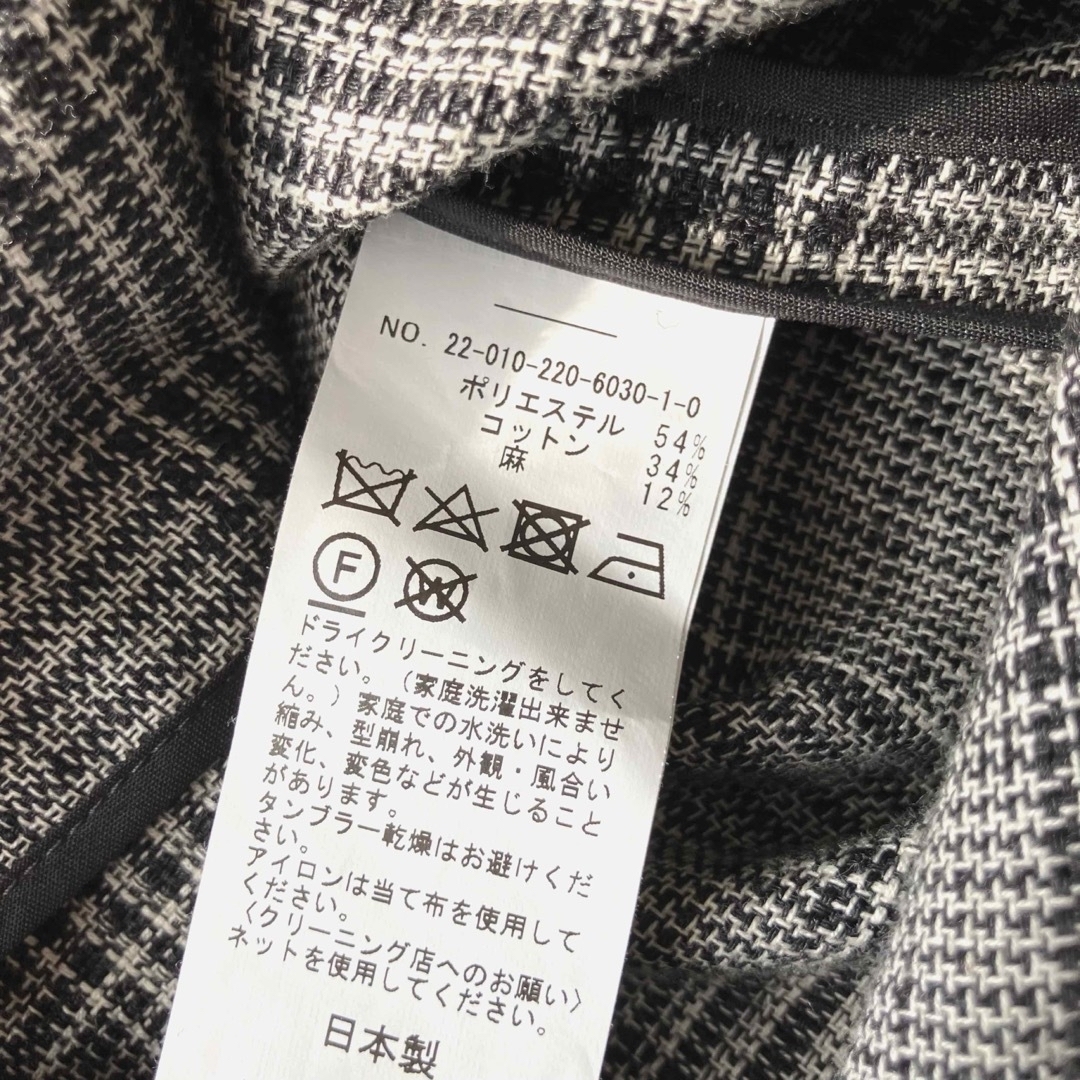 NO. 22-010-220-6030-1-0
ポリエステル 54%
コットン 34%
麻 12%
F
W
ドライクリーニングをしてく
ださい。（家庭洗濯出来ませ
ん。）家庭での水洗いにより
縮み、型崩れ、外観・風合い
変化、変色などが生じること
があります。
タンブラー乾燥はお避けくだ
さい。
アイロンは当て布を使用して
ください。
〈クリーニング店へのお願い〉
ネットを使用してください。
日本製